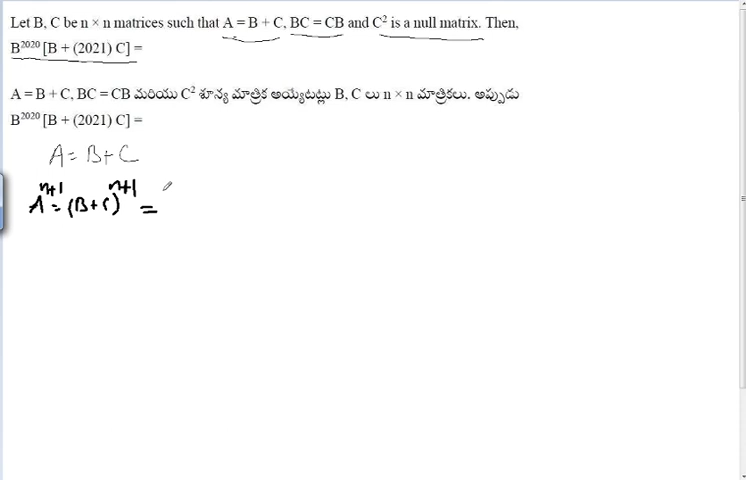 Let B, C be n × n matrices such that A = B + C, BC = CB and C² is a null matrix. Then,
B²⁰²⁰ [B + (2021) C] =
A = B + C, BC = CB మరియు C² శూన్య మాత్రిక అయ్యేటట్లు B, C లు n × n మాత్రికలు. అప్పుడు
B²⁰²⁰ [B + (2021) C] =
A = B + C
Aⁿ⁺¹ = (B + C)ⁿ⁺¹ =